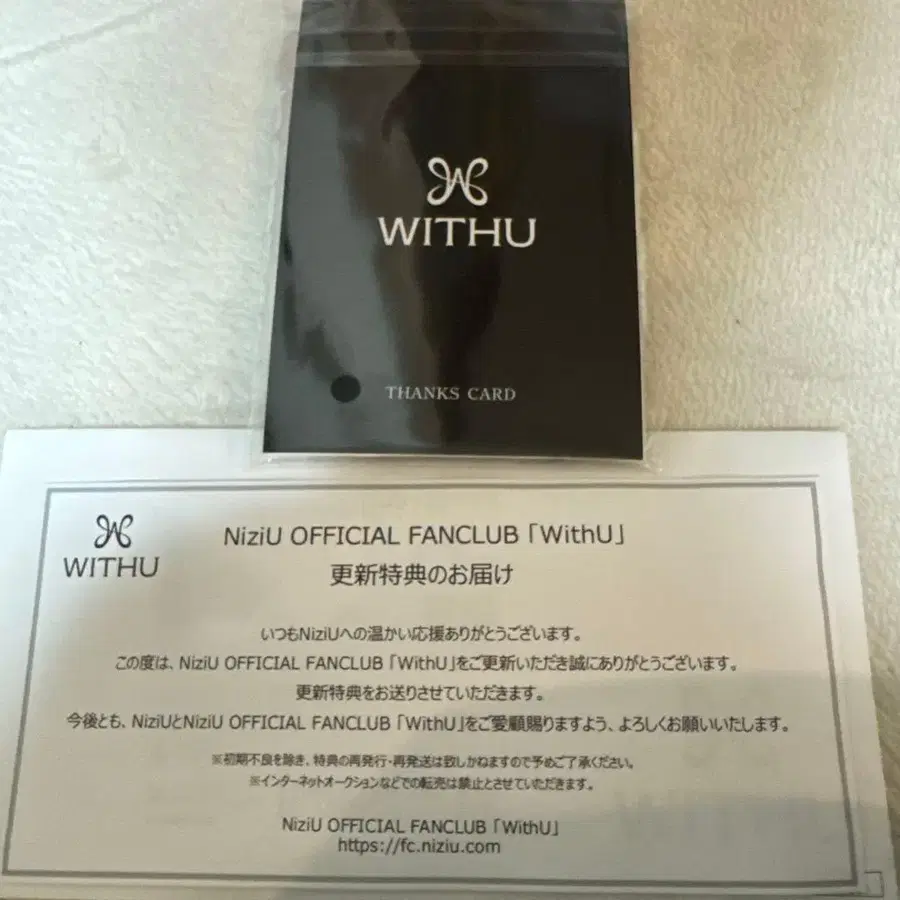 WITHU
THANKS CARD
WITHU
NiziU OFFICIAL FANCLUB「WithU」
更新特典のお届け
いつもNiziUへの温かい応援ありがとうございます。
この度は、NiziU OFFICIAL FANCLUB「WithU」をご更新いただき誠にありがとうございます。
更新特典をお送りさせていただきます。
今後とも、NiziUとNiziU OFFICIAL FANCLUB「WithU」をご愛顧賜りますよう、よろしくお願いいたします。
※初期不良を除き、特典の再発行・再発送は致しかねますので予めご了承ください。
※インターネットオークションなどでの転売は禁止とさせていただきます。
NiziU OFFICIAL FANCLUB「WithU」
https://fc.niziu.com